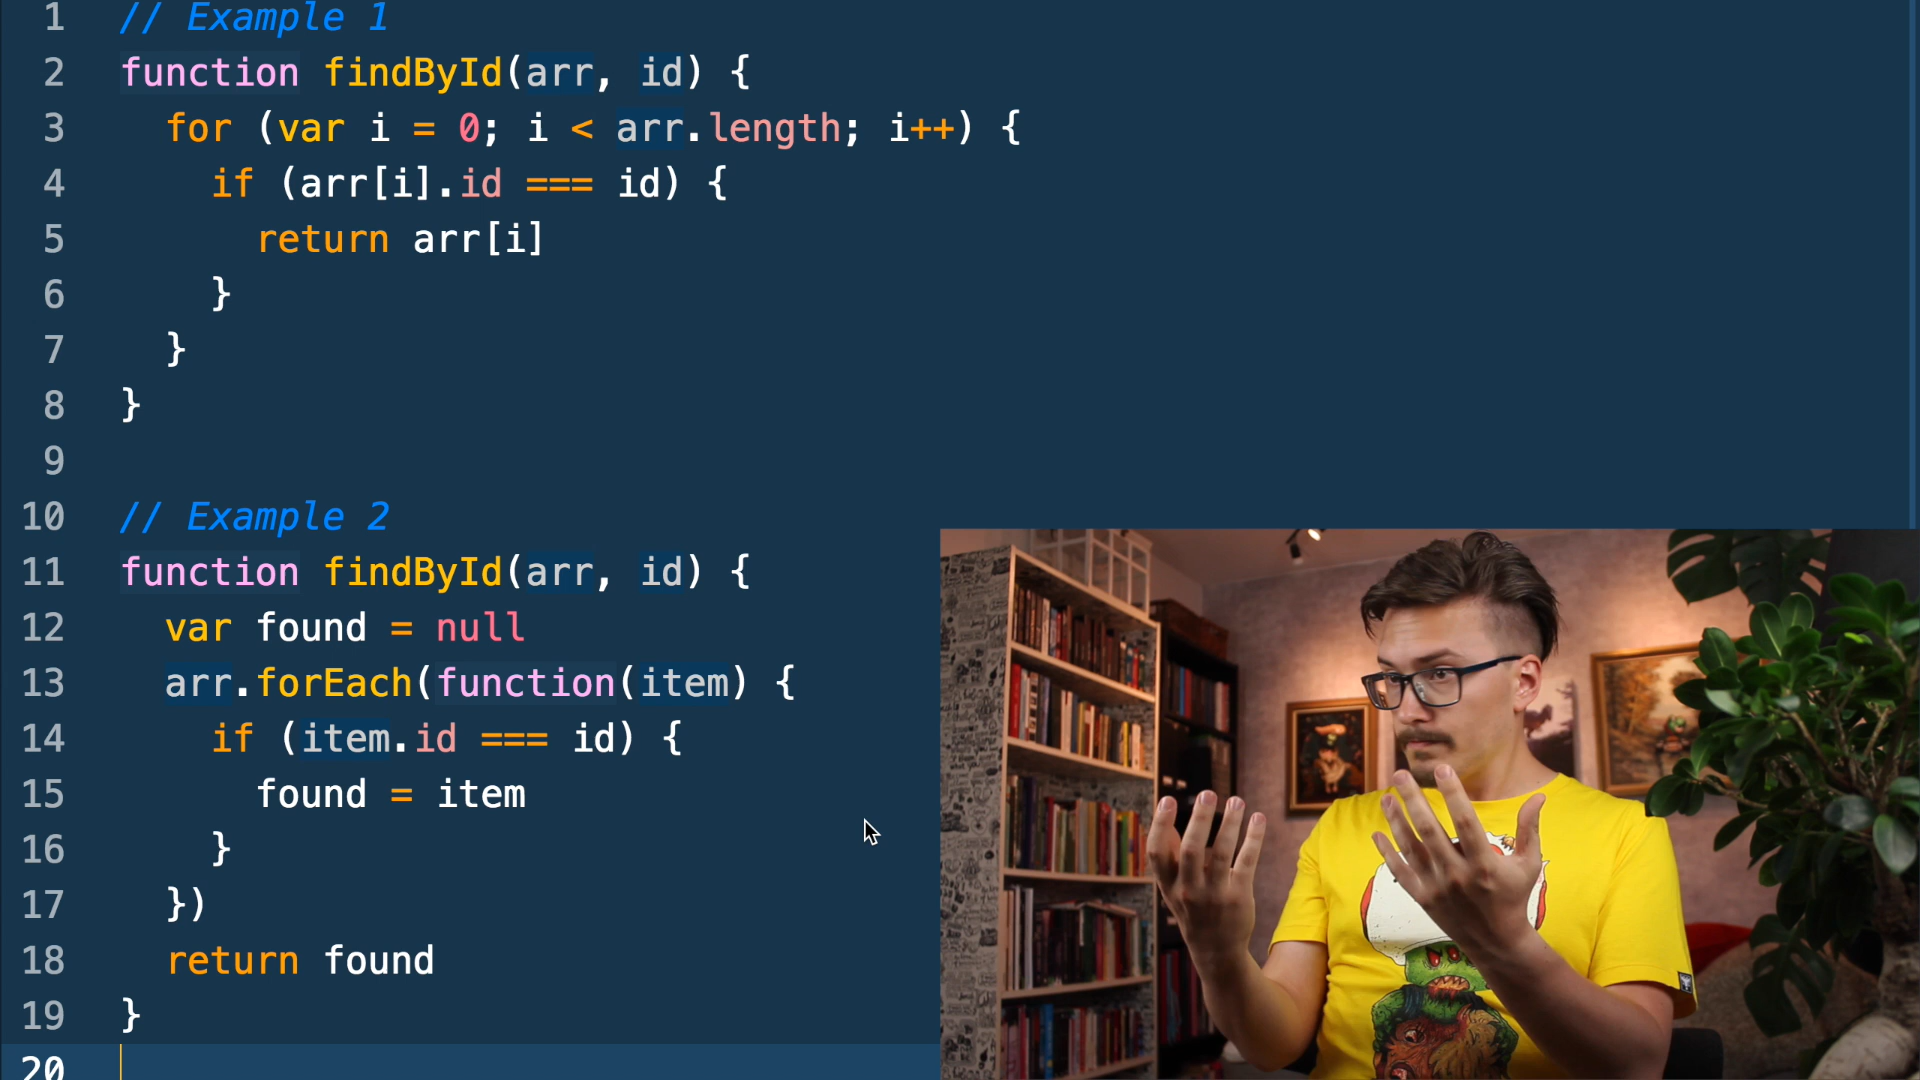 1 // Example 1
2 function findById(arr, id) {
3   for (var i = 0; i < arr.length; i++) {
4     if (arr[i].id === id) {
5       return arr[i]
6     }
7   }
8 }
9
10 // Example 2
11 function findById(arr, id) {
12   var found = null
13   arr.forEach(function(item) {
14     if (item.id === id) {
15       found = item
16     }
17   })
18   return found
19 }
20